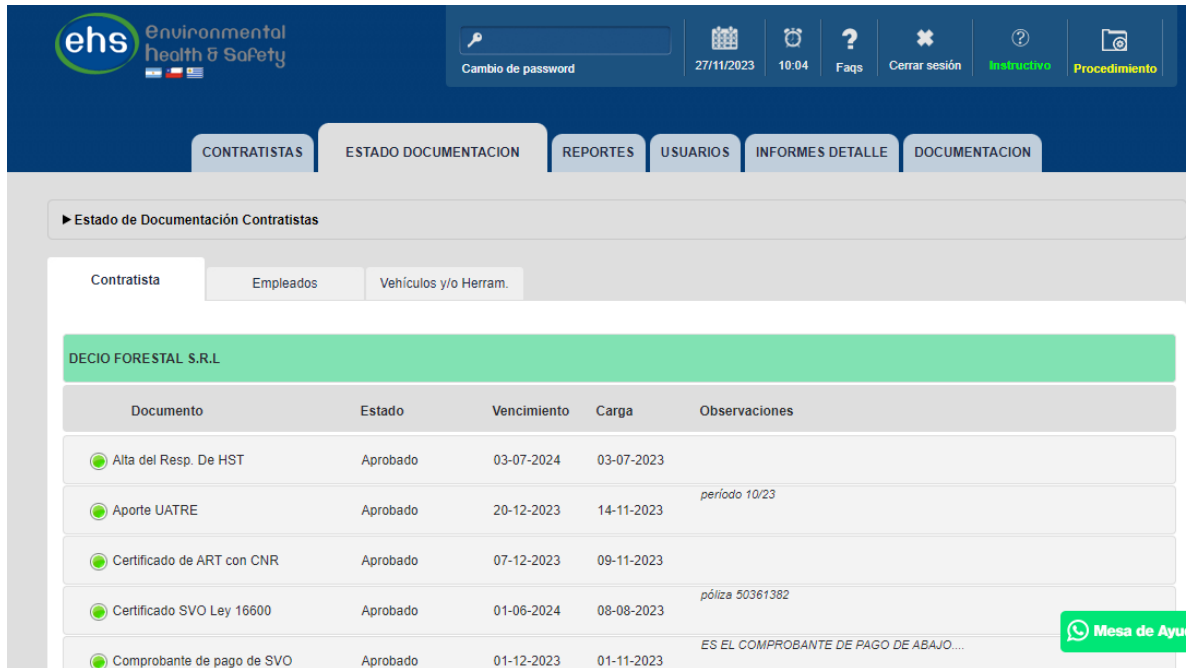 ehs environmental
health & safety
Cambio de password
27/11/2023
10:04
Faqs
Cerrar sesión
Instructivo
Procedimiento
CONTRATISTAS
ESTADO DOCUMENTACION
REPORTES
USUARIOS
INFORMES DETALLE
DOCUMENTACION
Estado de Documentación Contratistas
Contratista
Empleados
Vehículos y/o Herram.
DECIO FORESTAL S.R.L
Documento Estado Vencimiento Carga Observaciones
Alta del Resp. De HST Aprobado 03-07-2024 03-07-2023
Aporte UATRE Aprobado 20-12-2023 14-11-2023 período 10/23
Certificado de ART con CNR Aprobado 07-12-2023 09-11-2023
Certificado SVO Ley 16600 Aprobado 01-06-2024 08-08-2023 póliza 50361382
Comprobante de pago de SVO Aprobado 01-12-2023 01-11-2023 ES EL COMPROBANTE DE PAGO DE ABAJO....
Mesa de Ayu